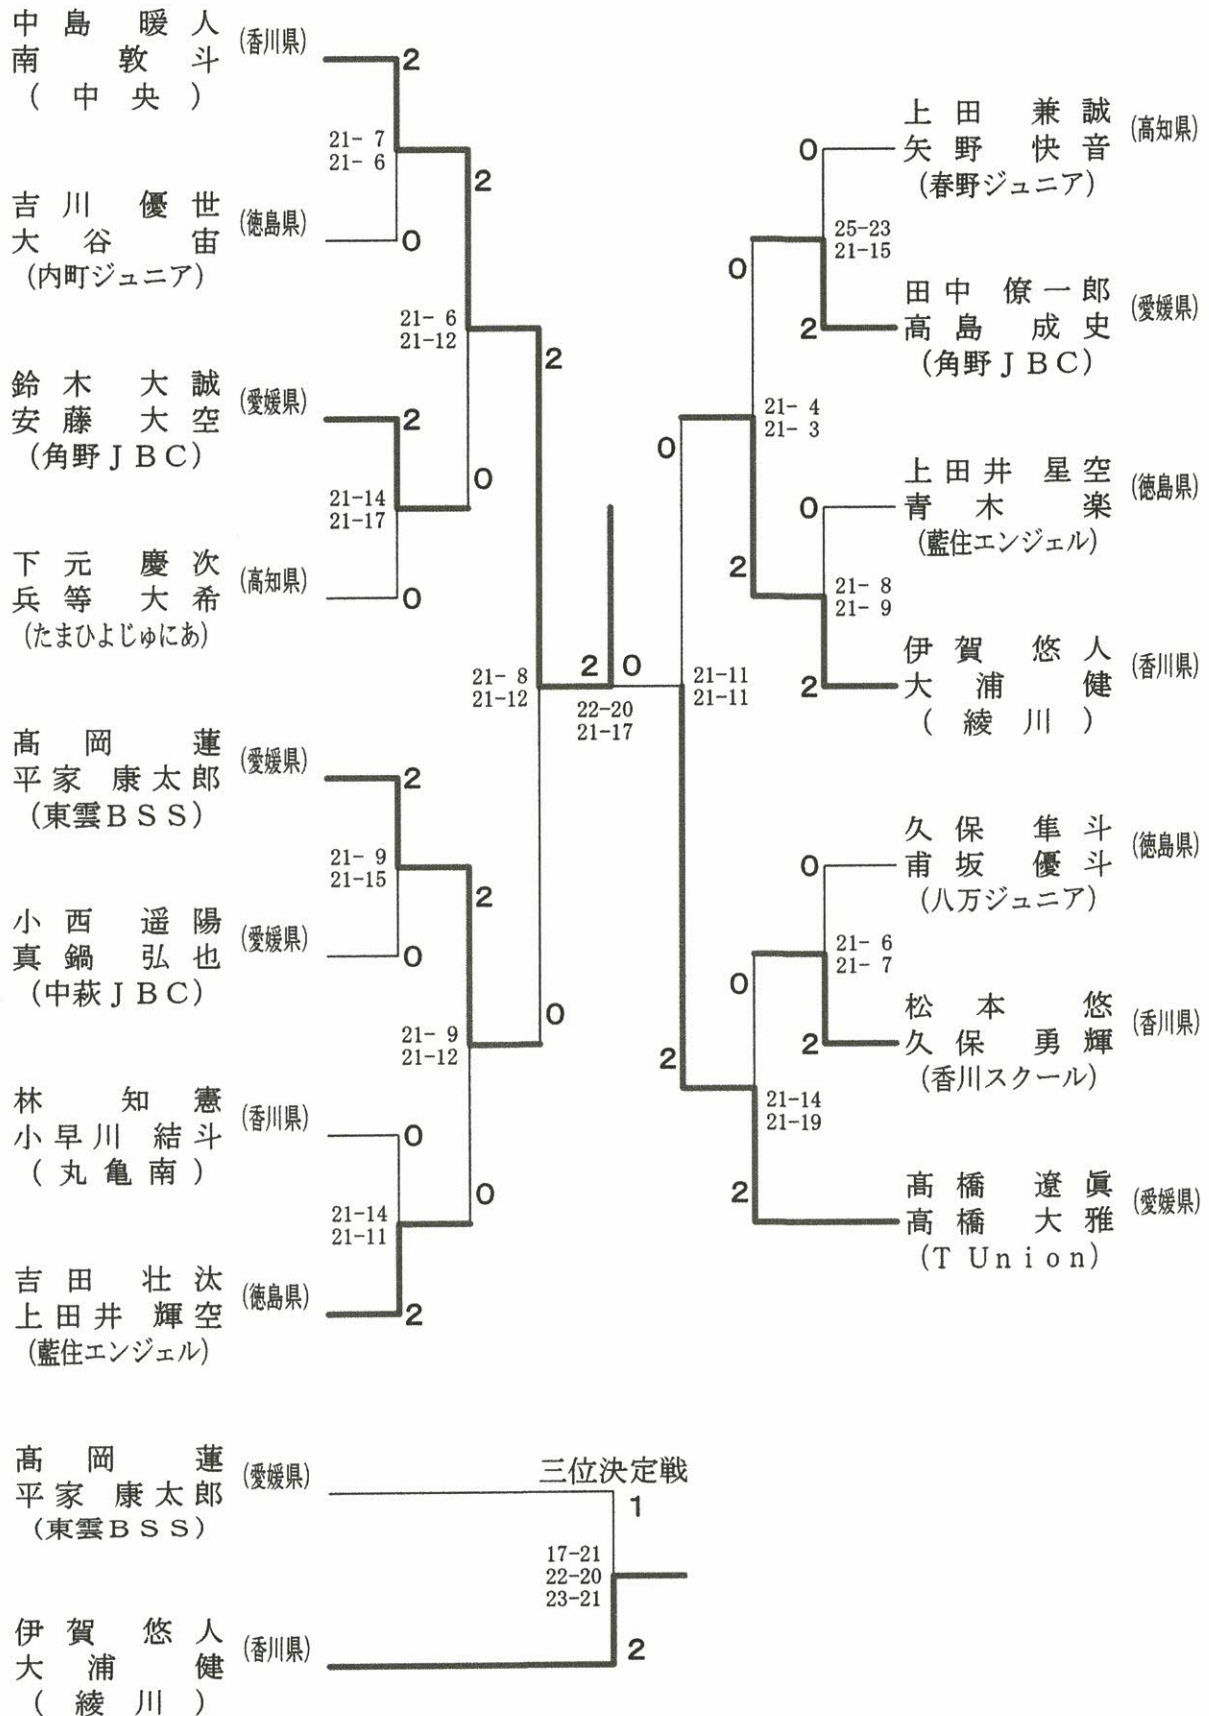 中島 暖人
南 敦斗
(中央)
(香川県)
2
21- 7
21- 6
吉川 優世
大谷 宙
(内町ジュニア)
(徳島県)
0
2
21- 6
21-12
鈴木 大誠
安藤 大空
(角野JBC)
(愛媛県)
2
21-14
21-17
0
下元 慶次
兵等 大希
(たまひよじゅにあ)
(高知県)
0
2
21- 8
21-12
髙岡 蓮
平家 康太郎
(東雲BSS)
(愛媛県)
2
21- 9
21-15
小西 遥陽
真鍋 弘也
(中萩JBC)
(愛媛県)
0
2
21- 9
21-12
0
林 知憲
小早川 結斗
(丸亀南)
(香川県)
0
21-14
21-11
0
吉田 壮汰
上田井 輝空
(藍住エンジェル)
(徳島県)
2
2 0
22-20
21-17
上田 兼誠
矢野 快音
(春野ジュニア)
(高知県)
0
25-23
21-15
0
田中 僚一郎
高島 成史
(角野JBC)
(愛媛県)
2
21- 4
21- 3
0
上田井 星空
青木 楽
(藍住エンジェル)
(徳島県)
0
2
21- 8
21- 9
伊賀 悠人
大浦 健
(綾川)
(香川県)
2
21-11
21-11
久保 隼斗
甫坂 優斗
(八万ジュニア)
(徳島県)
0
21- 6
21- 7
0
松本 悠
久保 勇輝
(香川スクール)
(香川県)
2
2
21-14
21-19
髙橋 遼眞
高橋 大雅
(T Union)
(愛媛県)
2
三位決定戦
髙岡 蓮
平家 康太郎
(東雲BSS)
(愛媛県)
1
17-21
22-20
23-21
伊賀 悠人
大浦 健
(綾川)
(香川県)
2